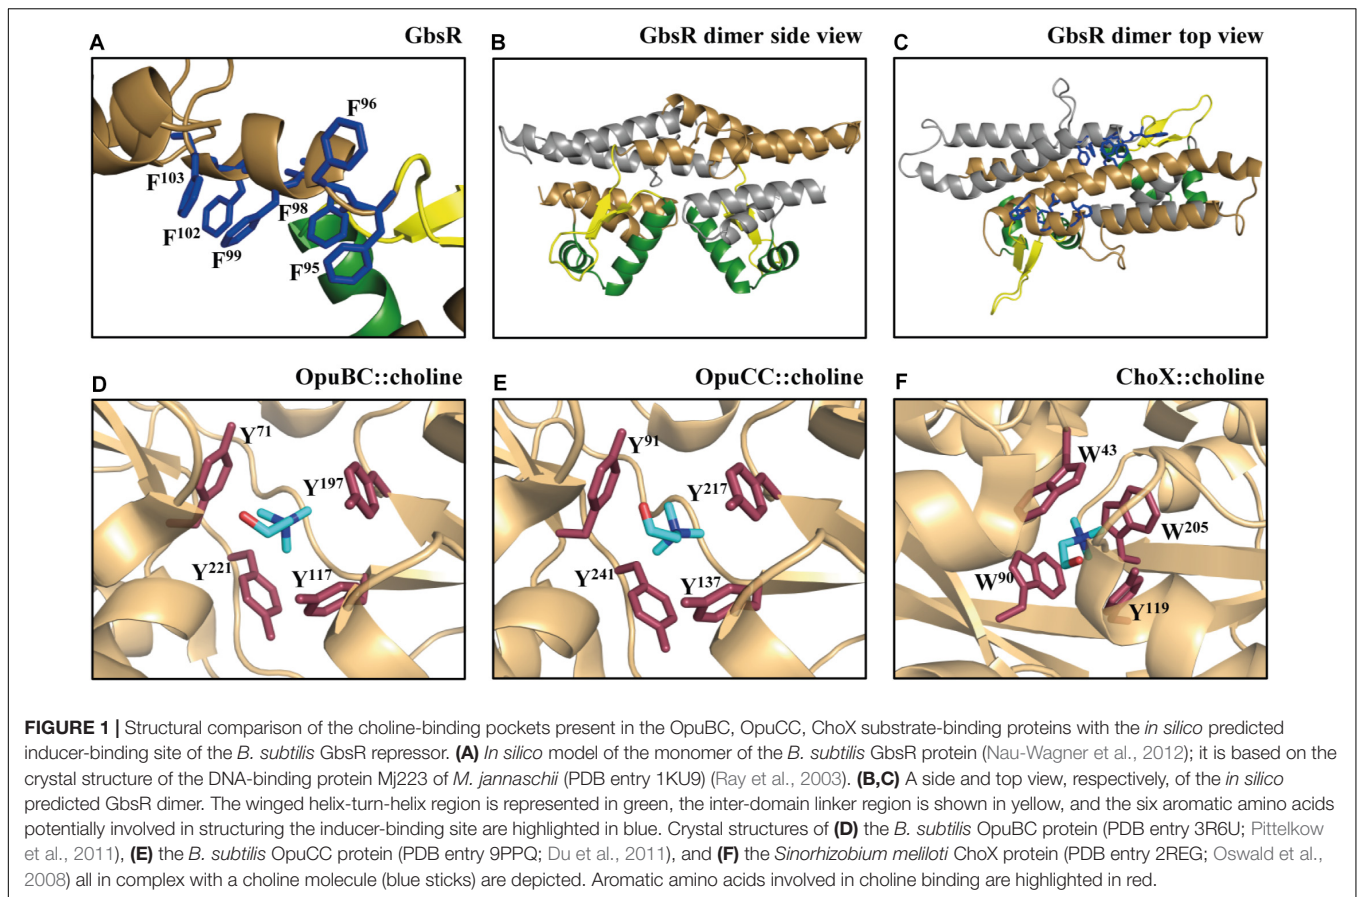 A GbsR
F96
F103
F98
F102
F99
F95
B GbsR dimer side view
C GbsR dimer top view
D OpuBC::choline
Y71
Y197
Y221
Y117
E OpuCC::choline
Y91
Y217
Y241
Y137
F ChoX::choline
W43
W205
W90
Y119
FIGURE 1 | Structural comparison of the choline-binding pockets present in the OpuBC, OpuCC, ChoX substrate-binding proteins with the in silico predicted
inducer-binding site of the B. subtilis GbsR repressor. (A) In silico model of the monomer of the B. subtilis GbsR protein (Nau-Wagner et al., 2012); it is based on the
crystal structure of the DNA-binding protein Mj223 of M. jannaschii (PDB entry 1KU9) (Ray et al., 2003). (B,C) A side and top view, respectively, of the in silico
predicted GbsR dimer. The winged helix-turn-helix region is represented in green, the inter-domain linker region is shown in yellow, and the six aromatic amino acids
potentially involved in structuring the inducer-binding site are highlighted in blue. Crystal structures of (D) the B. subtilis OpuBC protein (PDB entry 3R6U; Pittelkow
et al., 2011), (E) the B. subtilis OpuCC protein (PDB entry 9PPQ; Du et al., 2011), and (F) the Sinorhizobium meliloti ChoX protein (PDB entry 2REG; Oswald et al.,
2008) all in complex with a choline molecule (blue sticks) are depicted. Aromatic amino acids involved in choline binding are highlighted in red.